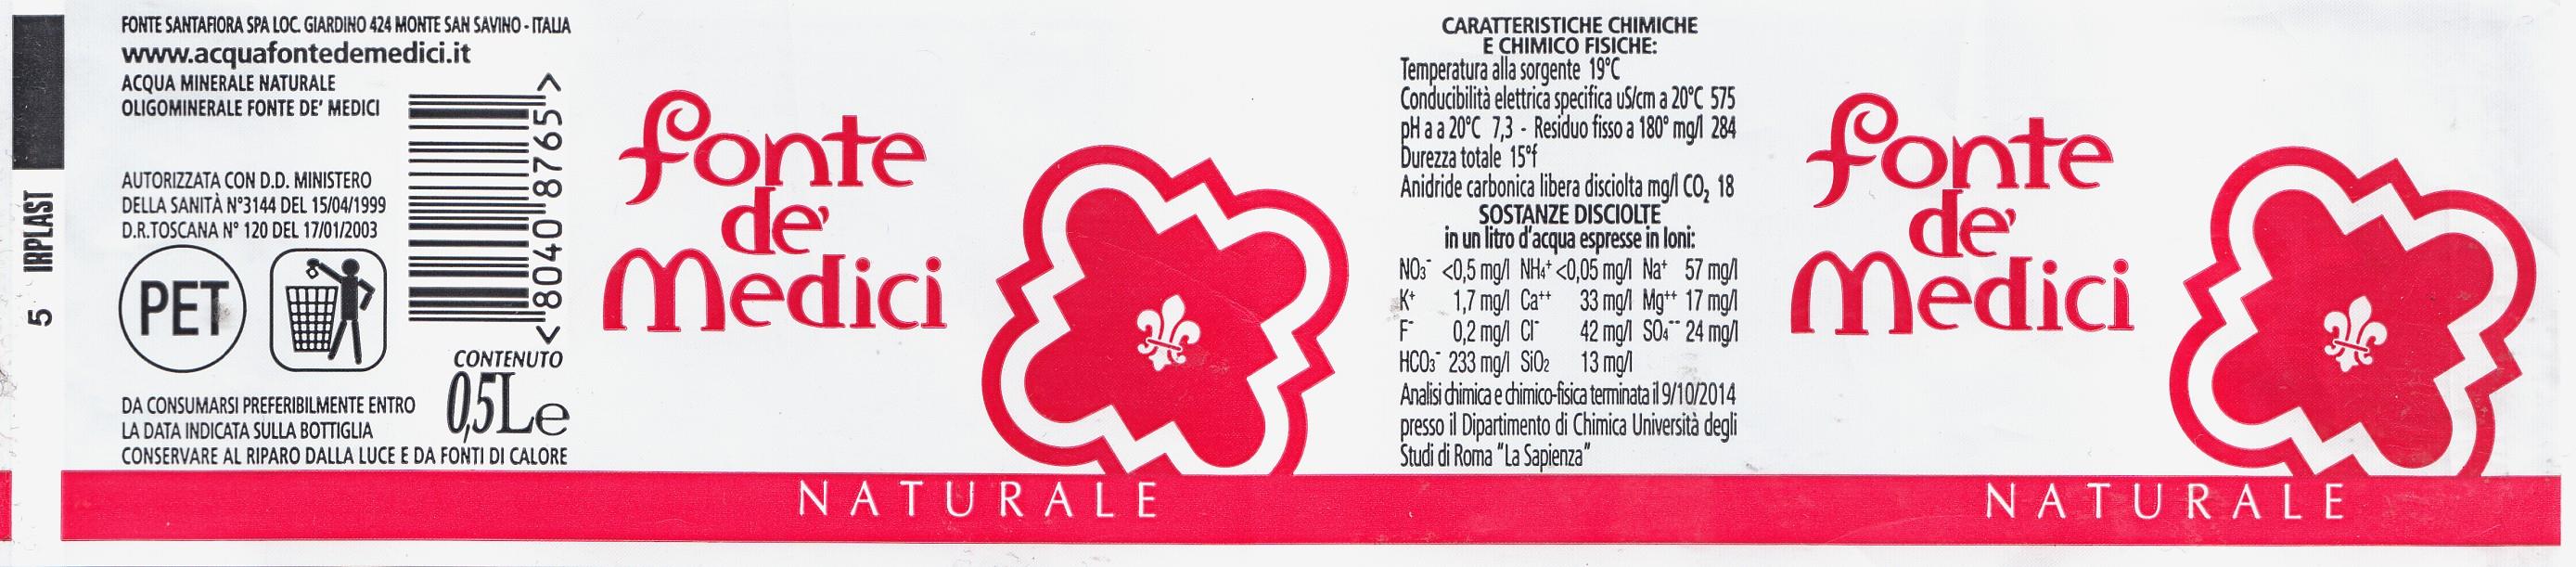 5 IRPLAST
FONTE SANTAFIORA SPA LOC. GIARDINO 424 MONTE SAN SAVINO - ITALIA
www.acquafontedemedici.it
ACQUA MINERALE NATURALE
OLIGOMINERALE FONTE DE' MEDICI
AUTORIZZATA CON D.D. MINISTERO
DELLA SANITÀ N°3144 DEL 15/04/1999
D.R.TOSCANA N° 120 DEL 17/01/2003
PET
<8040 8765>
CONTENUTO
0,5L e
DA CONSUMARSI PREFERIBILMENTE ENTRO
LA DATA INDICATA SULLA BOTTIGLIA
CONSERVARE AL RIPARO DALLA LUCE E DA FONTI DI CALORE
fonte
de'
Medici
NATURALE
CARATTERISTICHE CHIMICHE
E CHIMICO FISICHE:
Temperatura alla sorgente 19°C
Conducibilità elettrica specifica uS/cm a 20°C 575
pH a a 20°C 7,3 - Residuo fisso a 180° mg/l 284
Durezza totale 15°f
Anidride carbonica libera disciolta mg/l CO₂ 18
SOSTANZE DISCIOLTE
in un litro d'acqua espresse in Ioni:
NO₃⁻ <0,5 mg/l NH₄⁺ <0,05 mg/l Na⁺ 57 mg/l
K⁺ 1,7 mg/l Ca⁺⁺ 33 mg/l Mg⁺⁺ 17 mg/l
F⁻ 0,2 mg/l Cl⁻ 42 mg/l SO₄⁻⁻ 24 mg/l
HCO₃⁻ 233 mg/l SiO₂ 13 mg/l
Analisi chimica e chimico-fisica terminata il 9/10/2014
presso il Dipartimento di Chimica Università degli
Studi di Roma "La Sapienza"
fonte
de'
Medici
NATURALE